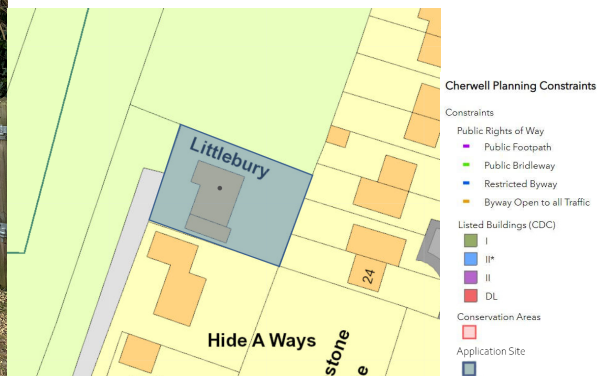 Littlebury
24
Hide A Ways
stone
e
Cherwell Planning Constraints
Constraints
Public Rights of Way
Public Footpath
Public Bridleway
Restricted Byway
Byway Open to all Traffic
Listed Buildings (CDC)
I
II*
II
DL
Conservation Areas
Application Site